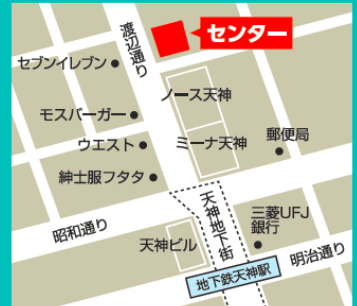 渡辺通り
センター
セブンイレブン
ノース天神
モスバーガー
ウエスト
ミーナ天神
郵便局
紳士服フタタ
天神地下街
昭和通り
三菱UFJ
銀行
天神ビル
明治通り
地下鉄天神駅